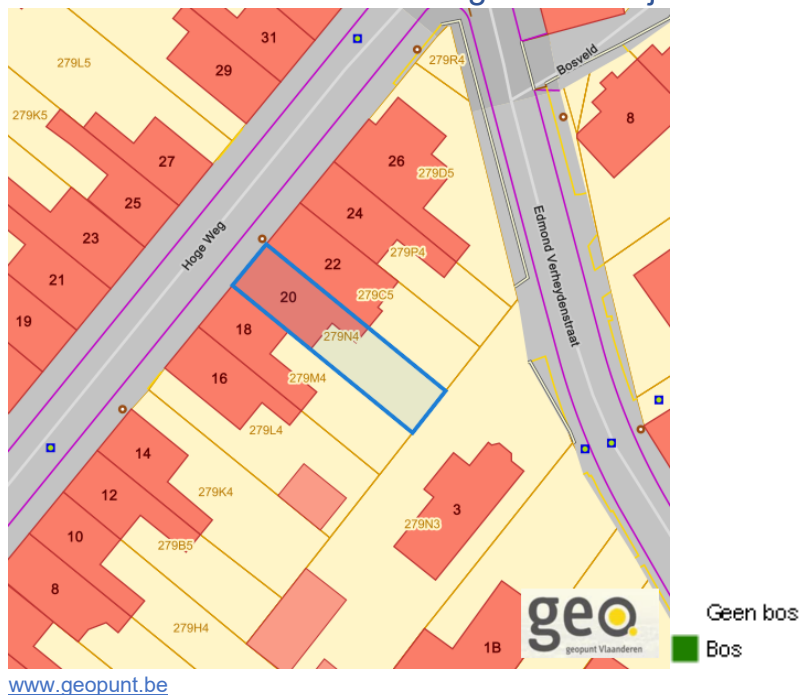 31
279L5
29
279R4
Bosveld
8
279K5
27
26
279D5
25
24
23
Hoge Weg
22
279P4
Edmond Verheydenstraat
21
20
279C5
19
18
279N4
16
279M4
279L4
14
12
279K4
3
279N3
10
279B5
8
279H4
1B
geo
geopunt Vlaanderen
Geen bos
Bos
www.geopunt.be